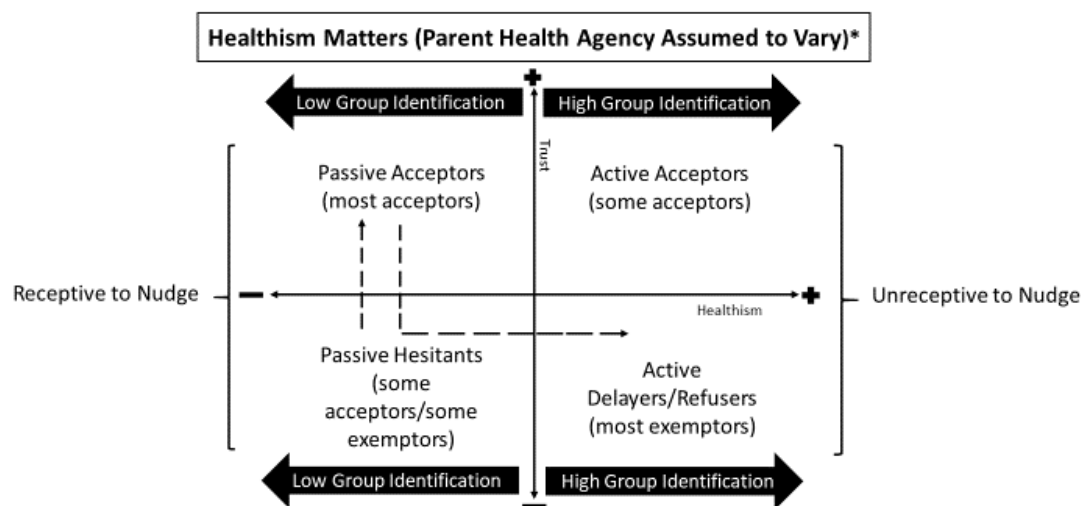 Healthism Matters (Parent Health Agency Assumed to Vary)*
+
Low Group Identification
High Group Identification
Trust
Passive Acceptors
(most acceptors)
Active Acceptors
(some acceptors)
Receptive to Nudge
−
+
Unreceptive to Nudge
Healthism
Passive Hesitants
(some
acceptors/some
exemptors)
Active
Delayers/Refusers
(most exemptors)
Low Group Identification
High Group Identification
−